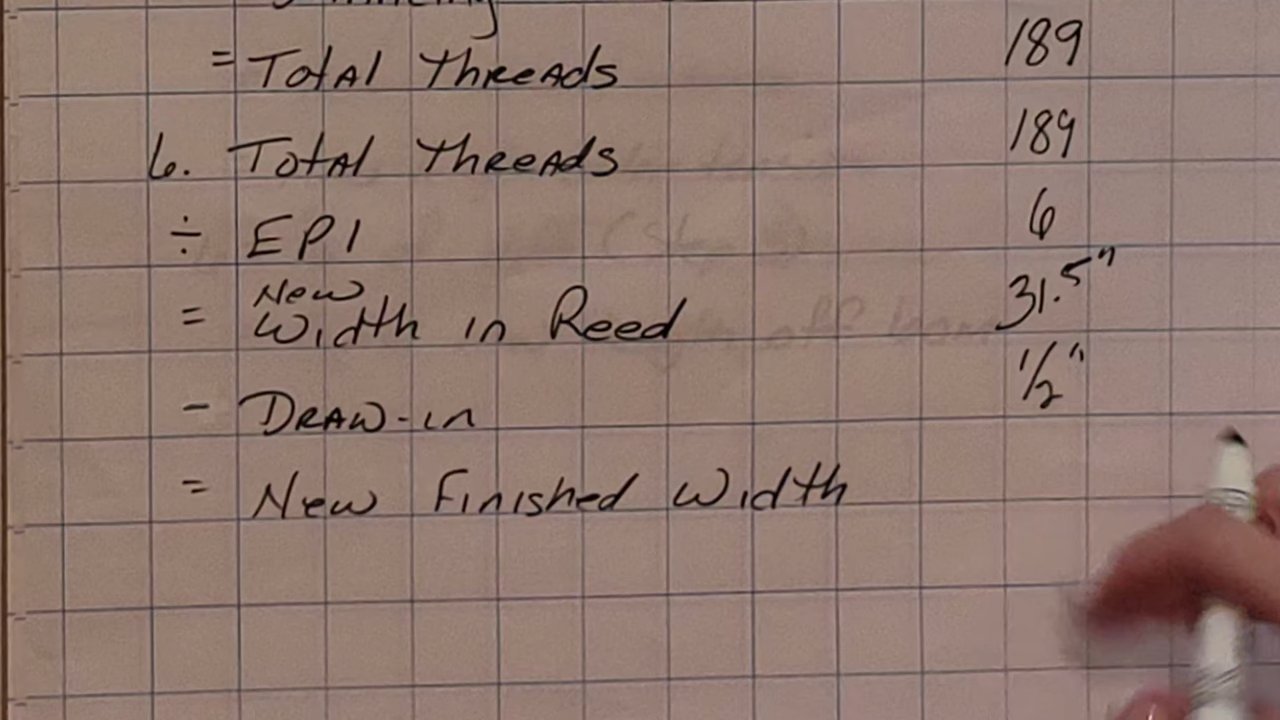 = Total Threads 189
6. Total Threads 189
÷ EPI 6
= New Width in Reed 31.5"
- Draw-in 1/2"
= New Finished Width